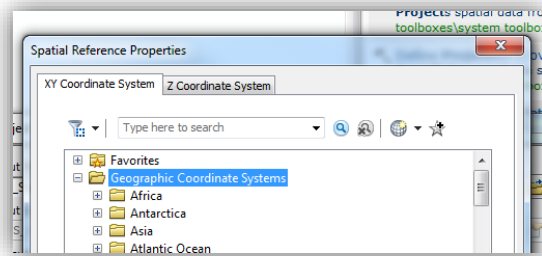 Projects spatial data fro
toolboxes\system toolbo
Spatial Reference Properties
XY Coordinate System
Z Coordinate System
Type here to search
Favorites
Geographic Coordinate Systems
Africa
Antarctica
Asia
Atlantic Ocean